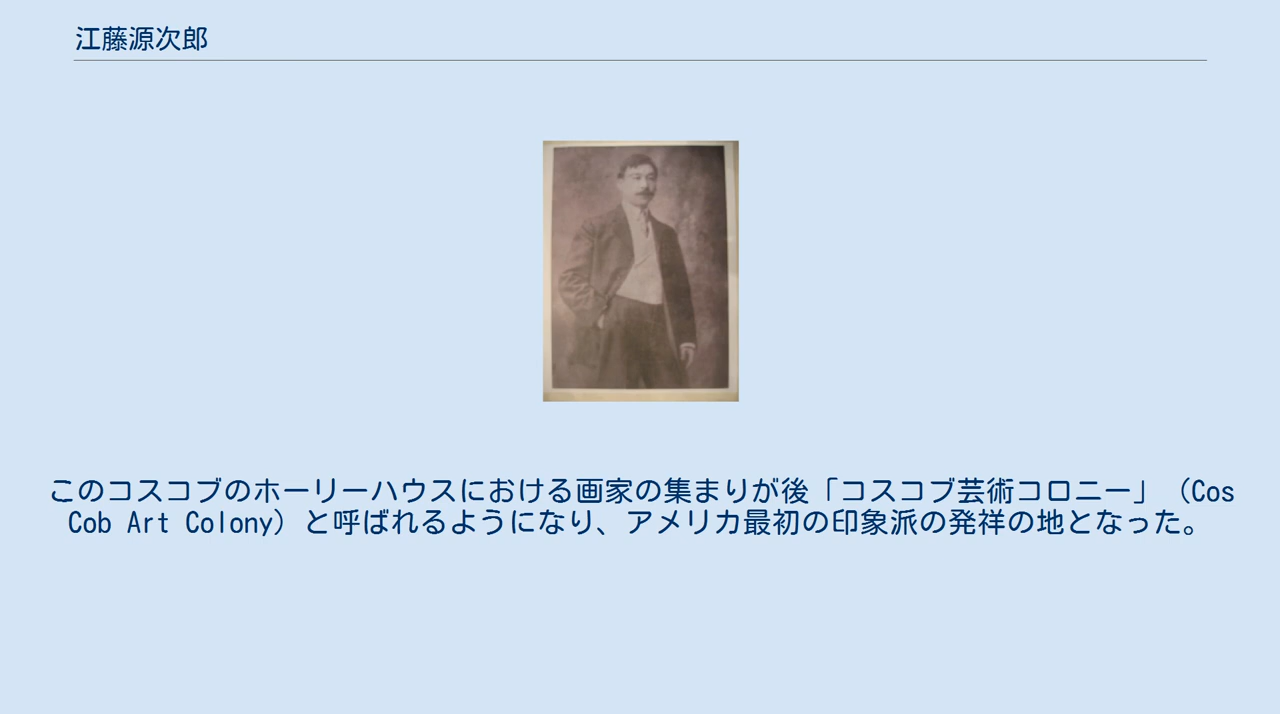 江藤源次郎
このコスコブのホーリーハウスにおける画家の集まりが後「コスコブ芸術コロニー」（Cos
Cob Art Colony）と呼ばれるようになり、アメリカ最初の印象派の発祥の地となった。